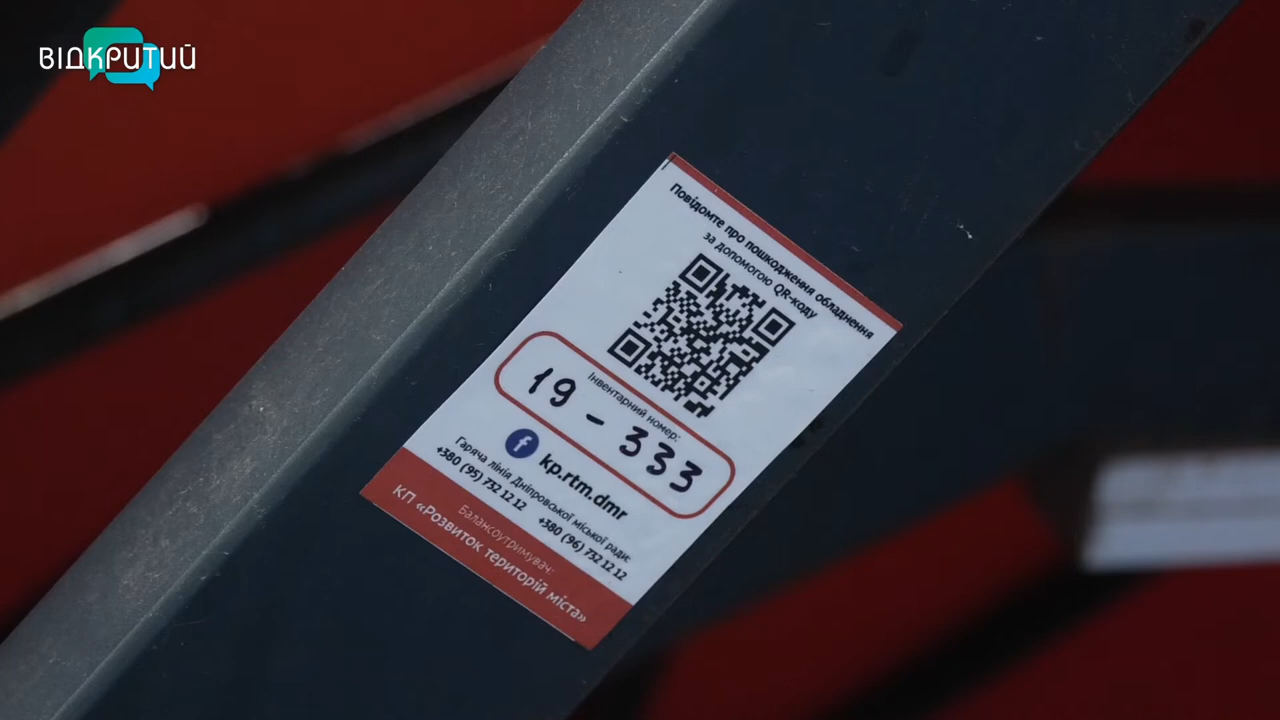 ВІДКРИТИЙ
Повідомте про пошкодження обладнення
за допомогою QR-коду
Інвентарний номер:
19 - 333
kp.rtm.dmr
Гаряча лінія Дніпровської міської ради:
+380 (95) 732 12 12 +380 (96) 732 12 12
Балансоутримувач:
КП «Розвиток територій міста»